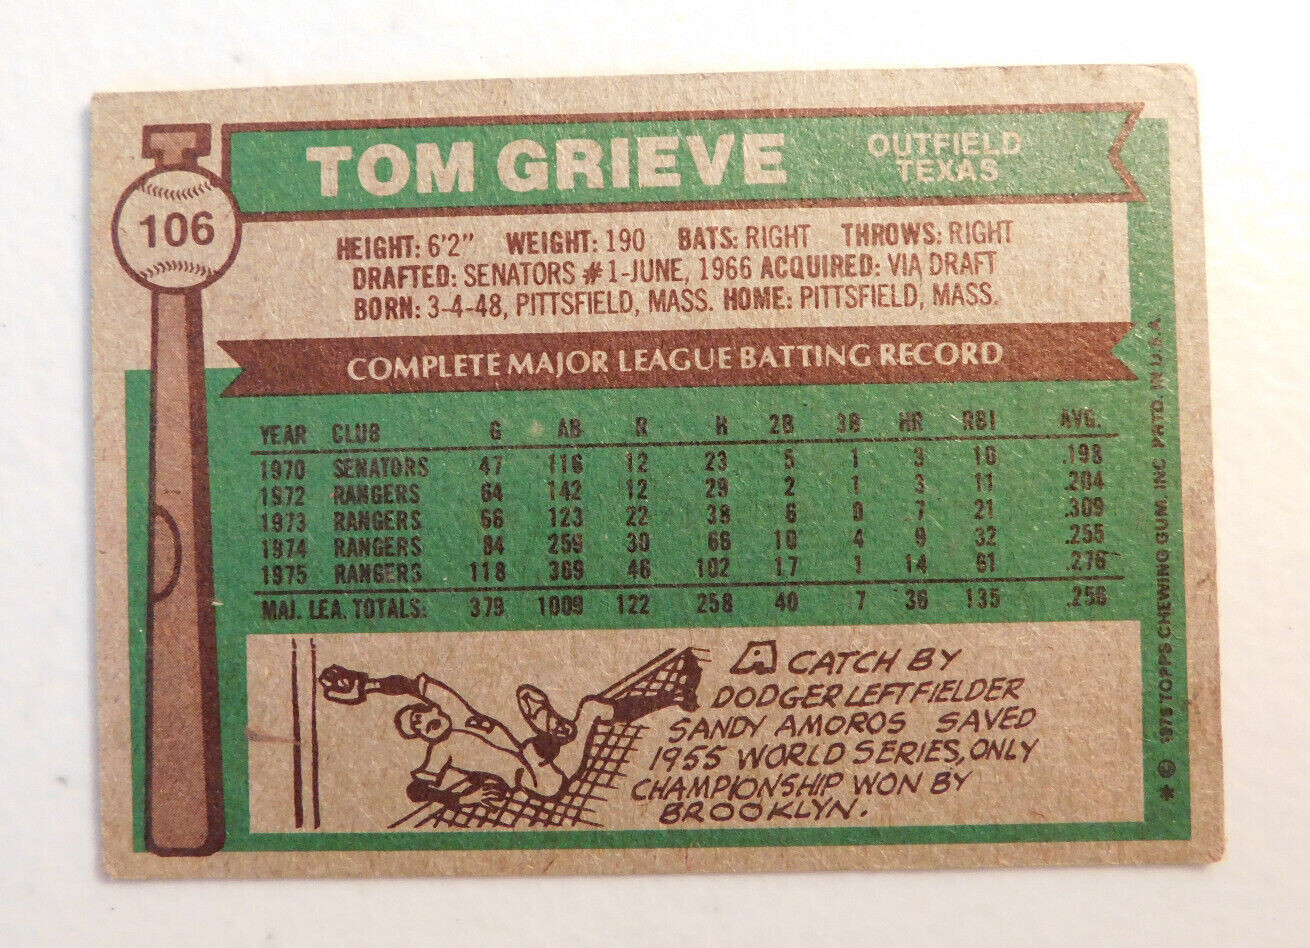 T
106
TOM GRIEVE
OUTFIELD
TEXAS
HEIGHT: 6'2" WEIGHT: 190 BATS: RIGHT THROWS: RIGHT
DRAFTED: SENATORS #1-JUNE, 1966 ACQUIRED: VIA DRAFT
BORN: 3-4-48, PITTSFIELD, MASS. HOME: PITTSFIELD, MASS.
COMPLETE MAJOR LEAGUE BATTING RECORD
YEAR CLUB G AB R H 2B 3B HR RBI AVG.
1970 SENATORS 47 116 12 23 5 1 3 10 .198
1972 RANGERS 64 142 12 29 2 1 3 11 .204
1973 RANGERS 66 123 22 38 6 0 7 21 .309
1974 RANGERS 84 259 30 66 10 4 9 32 .255
1975 RANGERS 118 369 46 102 17 1 14 61 .276
MAJ. LEA. TOTALS: 379 1009 122 258 40 7 36 135 .256
A CATCH BY
DODGER LEFTFIELDER
SANDY AMOROS SAVED
1955 WORLD SERIES, ONLY
CHAMPIONSHIP WON BY
BROOKLYN.
* © 1976 TOPPS CHEWING GUM, INC. PRTD. IN U.S.A.